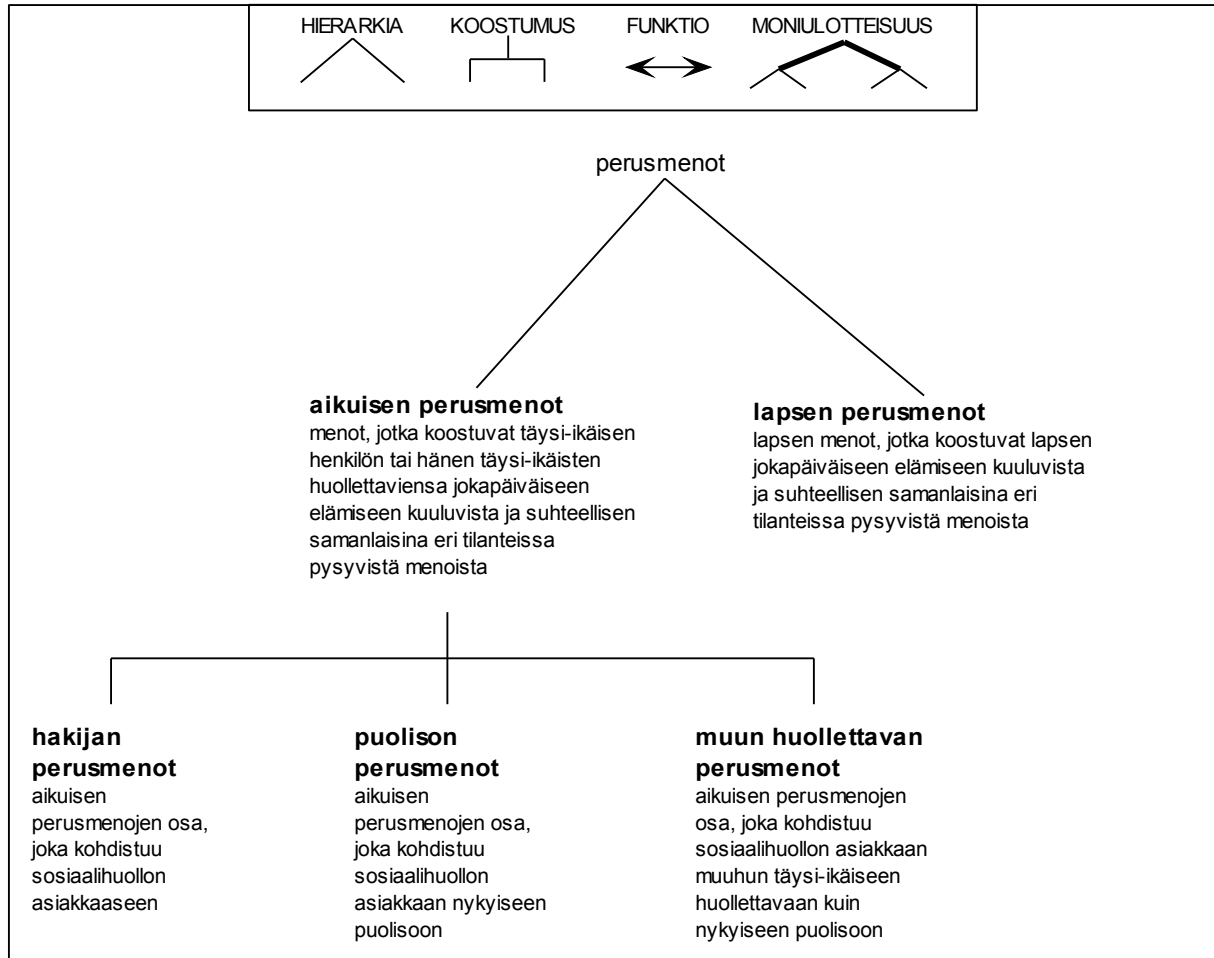 HIERARKIA KOOSTUMUS FUNKTIO MONIULOTTEISUUS
perusmenot
aikuisen perusmenot
menot, jotka koostuvat täysi-ikäisen
henkilön tai hänen täysi-ikäisten
huollettaviensa jokapäiväiseen
elämiseen kuuluvista ja suhteellisen
samanlaisina eri tilanteissa
pysyvistä menoista
lapsen perusmenot
lapsen menot, jotka koostuvat lapsen
jokapäiväiseen elämiseen kuuluvista
ja suhteellisen samanlaisina eri
tilanteissa pysyvistä menoista
hakijan
perusmenot
aikuisen
perusmenojen osa,
joka kohdistuu
sosiaalihuollon
asiakkaaseen
puolison
perusmenot
aikuisen
perusmenojen osa,
joka kohdistuu
sosiaalihuollon
asiakkaan nykyiseen
puolisoon
muun huollettavan
perusmenot
aikuisen perusmenojen
osa, joka kohdistuu
sosiaalihuollon asiakkaan
muuhun täysi-ikäiseen
huollettavaan kuin
nykyiseen puolisoon